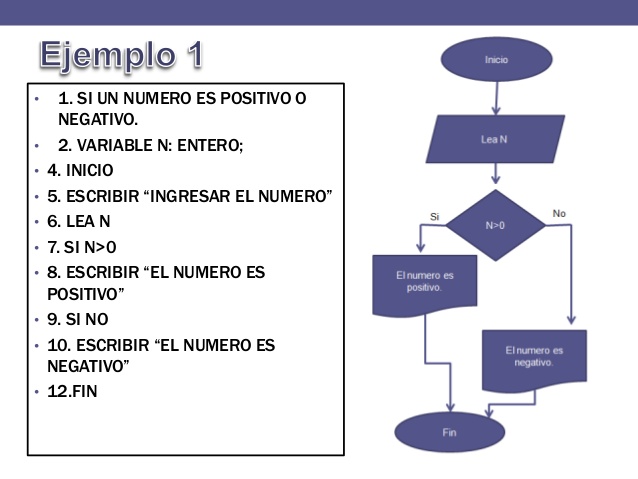 Ejemplo 1
• 1. SI UN NUMERO ES POSITIVO O
NEGATIVO.
• 2. VARIABLE N: ENTERO;
• 4. INICIO
• 5. ESCRIBIR “INGRESAR EL NUMERO”
• 6. LEA N
• 7. SI N>0
• 8. ESCRIBIR “EL NUMERO ES
POSITIVO”
• 9. SI NO
• 10. ESCRIBIR “EL NUMERO ES
NEGATIVO”
• 12.FIN
Inicio
Lea N
Si
N>0
No
El numero es
positivo.
El numero es
negativo.
Fin